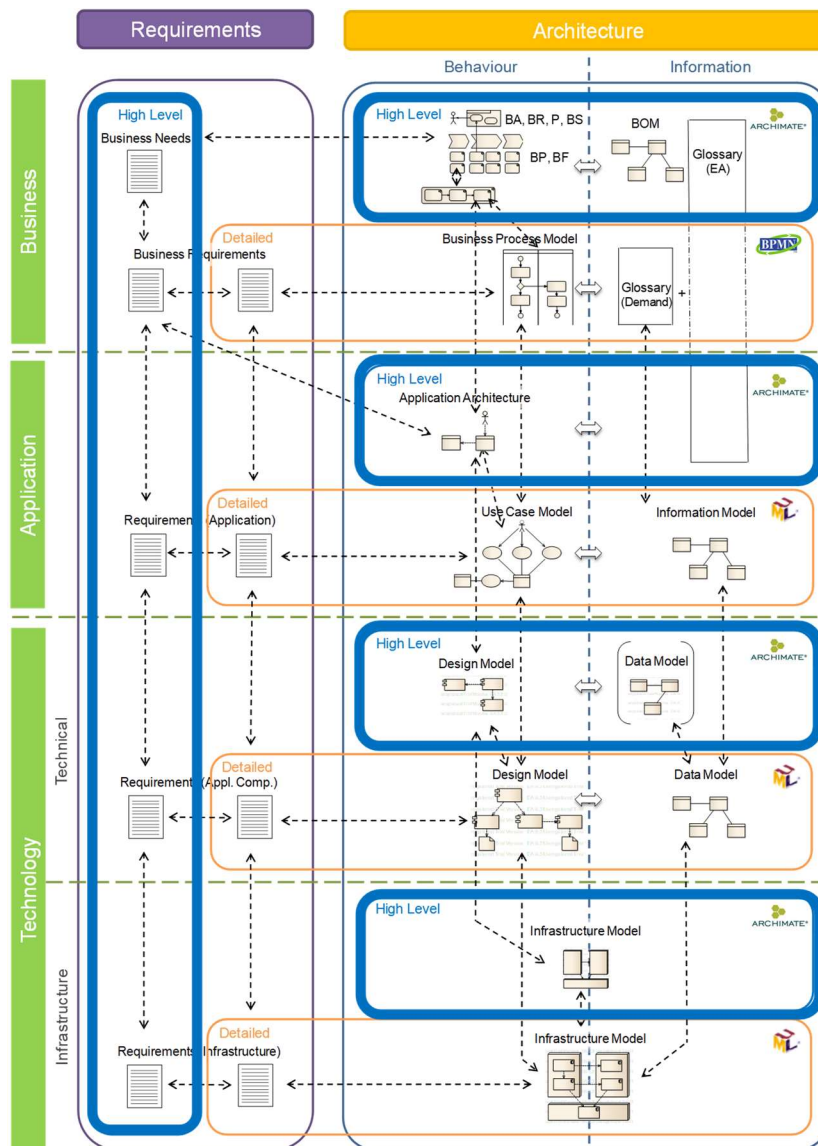 Requirements
Architecture
Behaviour
Information
Business
High Level
Business Needs
High Level
BA, BR, P, BS
BP, BF
BOM
Glossary
(EA)
ARCHIMATE®
Detailed
Business Requirements
Business Process Model
Glossary
(Demand)
+
BPMN
Application
High Level
Application Architecture
ARCHIMATE®
Detailed
Requirements (Application)
Use Case Model
Information Model
UML
Technology
Technical
High Level
Design Model
Data Model
ARCHIMATE®
Detailed
Requirements (Appl. Comp.)
Design Model
Data Model
UML
Infrastructure
High Level
Infrastructure Model
ARCHIMATE®
Detailed
Requirements (Infrastructure)
Infrastructure Model
UML